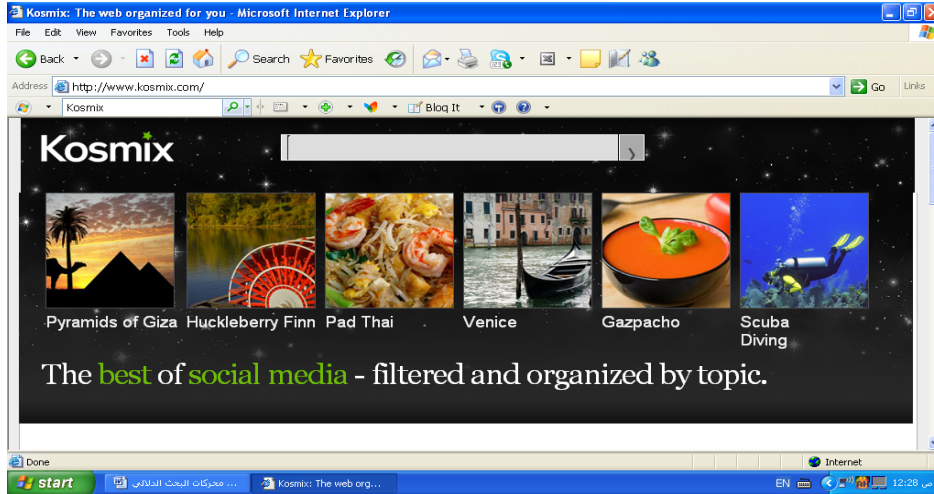 Kosmix: The web organized for you - Microsoft Internet Explorer
File Edit View Favorites Tools Help
Back Search Favorites
Address http://www.kosmix.com/ Go Links
Kosmix Blog It
Kosmix
Pyramids of Giza Huckleberry Finn Pad Thai Venice Gazpacho Scuba
Diving
The best of social media - filtered and organized by topic.
Done Internet
start محركات البحث الدلالي ... Kosmix: The web org... EN 12:28 ص